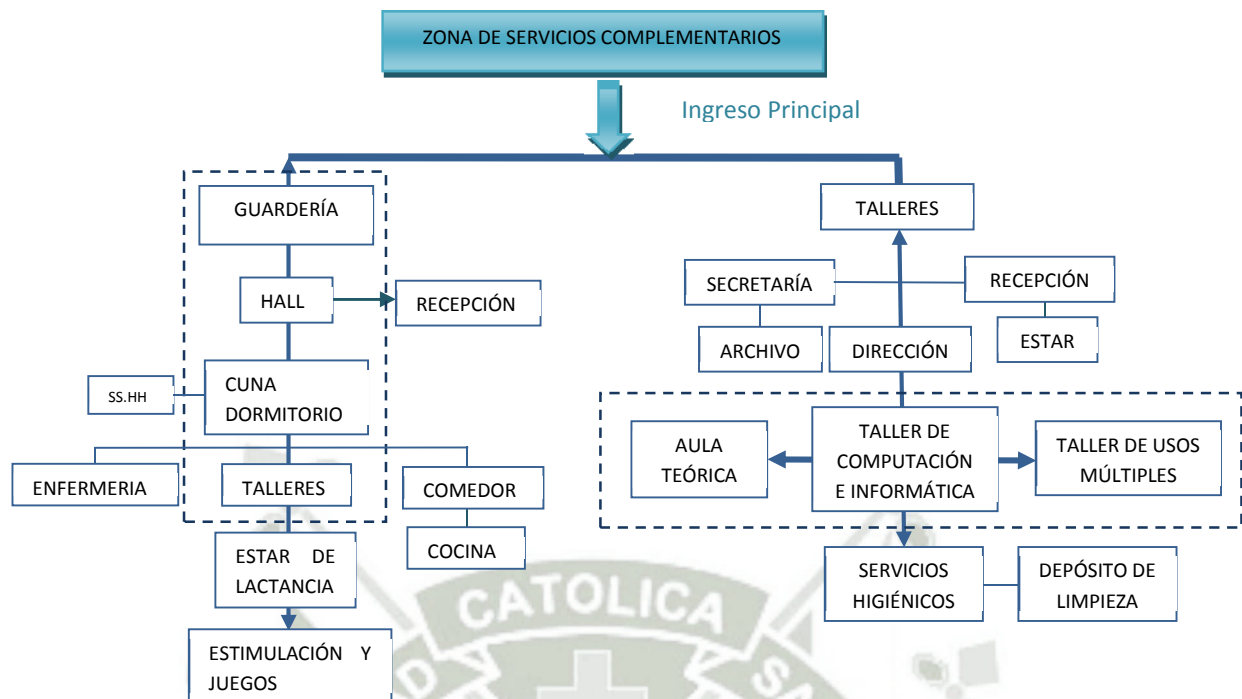 ZONA DE SERVICIOS COMPLEMENTARIOS
Ingreso Principal
GUARDERÍA
HALL
RECEPCIÓN
SS.HH
CUNA
DORMITORIO
ENFERMERIA
TALLERES
COMEDOR
COCINA
ESTAR DE
LACTANCIA
ESTIMULACIÓN Y
JUEGOS
TALLERES
SECRETARÍA
RECEPCIÓN
ARCHIVO
DIRECCIÓN
ESTAR
AULA
TEÓRICA
TALLER DE
COMPUTACIÓN
E INFORMÁTICA
TALLER DE USOS
MÚLTIPLES
SERVICIOS
HIGIÉNICOS
DEPÓSITO DE
LIMPIEZA
CATOLICA